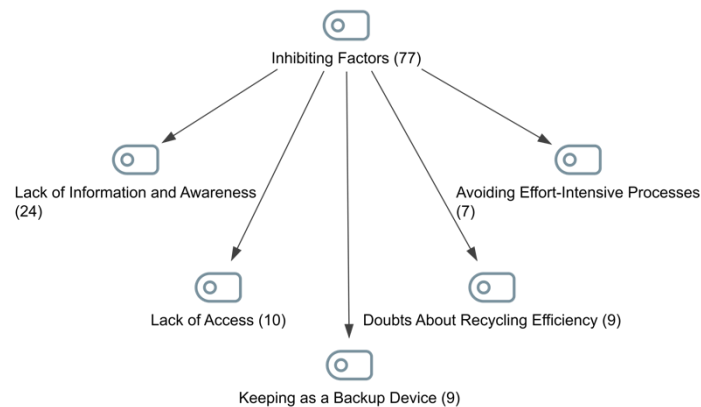 Inhibiting Factors (77)
Lack of Information and Awareness
(24)
Avoiding Effort-Intensive Processes
(7)
Lack of Access (10)
Doubts About Recycling Efficiency (9)
Keeping as a Backup Device (9)